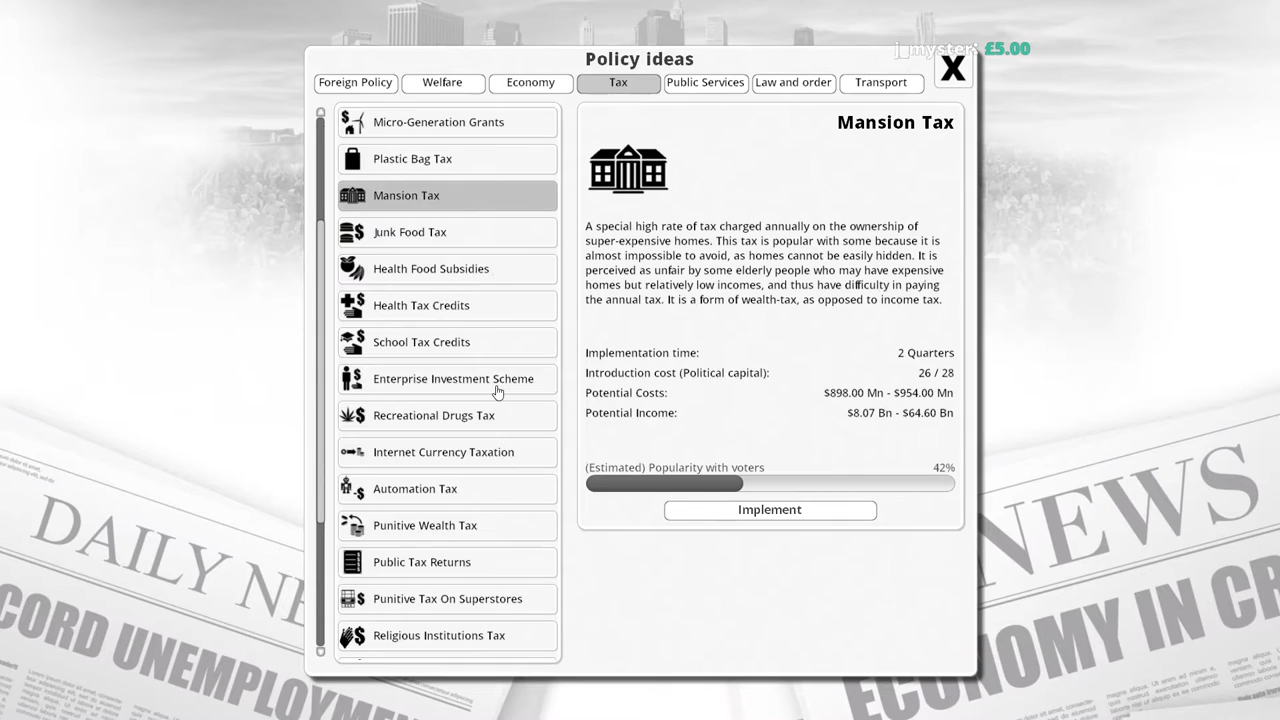 j_myster: £5.00
Policy ideas
X
Foreign Policy
Welfare
Economy
Tax
Public Services
Law and order
Transport
Micro-Generation Grants
Plastic Bag Tax
Mansion Tax
Junk Food Tax
Health Food Subsidies
Health Tax Credits
School Tax Credits
Enterprise Investment Scheme
Recreational Drugs Tax
Internet Currency Taxation
Automation Tax
Punitive Wealth Tax
Public Tax Returns
Punitive Tax On Superstores
Religious Institutions Tax
Mansion Tax
A special high rate of tax charged annually on the ownership of
super-expensive homes. This tax is popular with some because it is
almost impossible to avoid, as homes cannot be easily hidden. It is
perceived as unfair by some elderly people who may have expensive
homes but relatively low incomes, and thus have difficulty in paying
the annual tax. It is a form of wealth-tax, as opposed to income tax.
Implementation time: 2 Quarters
Introduction cost (Political capital): 26 / 28
Potential Costs: $898.00 Mn - $954.00 Mn
Potential Income: $8.07 Bn - $64.60 Bn
(Estimated) Popularity with voters 42%
Implement
DAILY NE
CORD UNEMPLOYM
NEWS
ECONOMY IN CR